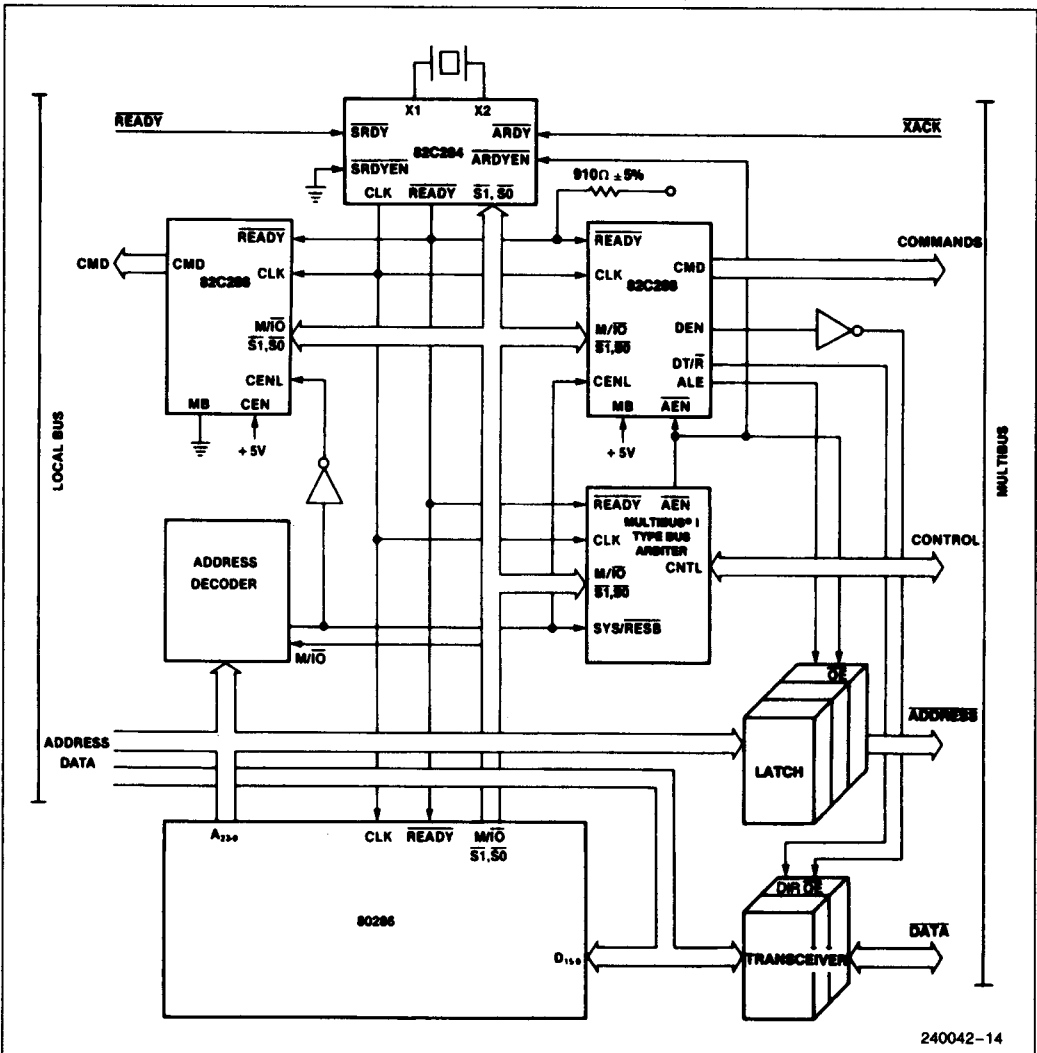 X1 X2
READY
SRDY
ARDY
XACK
82C284
SRDYEN
ARDYEN
910Ω ±5%
CLK READY S1, S0
READY
READY
COMMANDS
CMD
CMD
CLK
CLK
CMD
82C288
82C288
M/IO
S1,S0
M/IO
S1,S0
DEN
DT/R
CENL
CENL
ALE
MB
CEN
MB
AEN
+5V
+5V
LOCAL BUS
MULTIBUS
READY AEN
MULTIBUS® I
TYPE BUS
ARBITER
CLK
CNTL
CONTROL
ADDRESS
DECODER
M/IO
S1,S0
SYS/RESB
M/IO
OE
ADDRESS
ADDRESS
DATA
LATCH
A23-0
CLK READY M/IO
S1,S0
DIR OE
80286
D15-0
TRANSCEIVER
DATA
240042-14